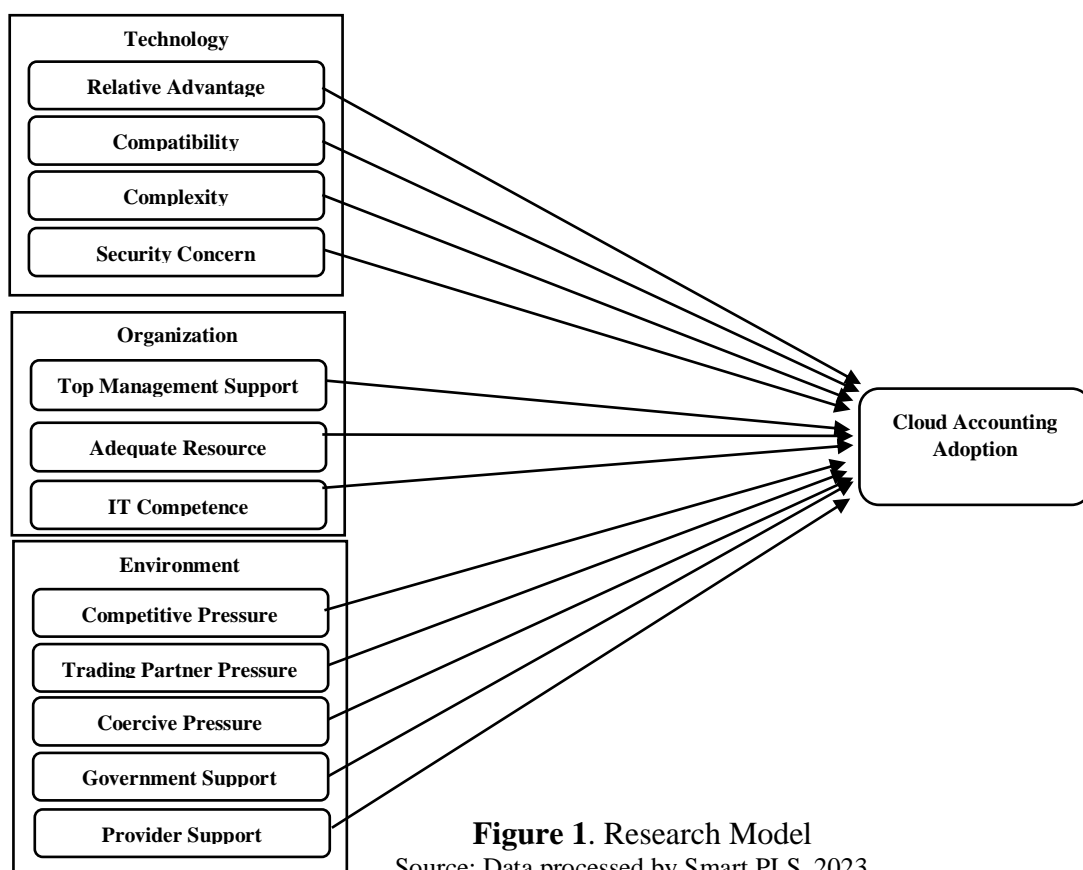 Technology
Relative Advantage
Compatibility
Complexity
Security Concern
Organization
Top Management Support
Adequate Resource
IT Competence
Environment
Competitive Pressure
Trading Partner Pressure
Coercive Pressure
Government Support
Provider Support
Cloud Accounting
Adoption
Figure 1. Research Model
Source: Data processed by Smart PLS, 2023